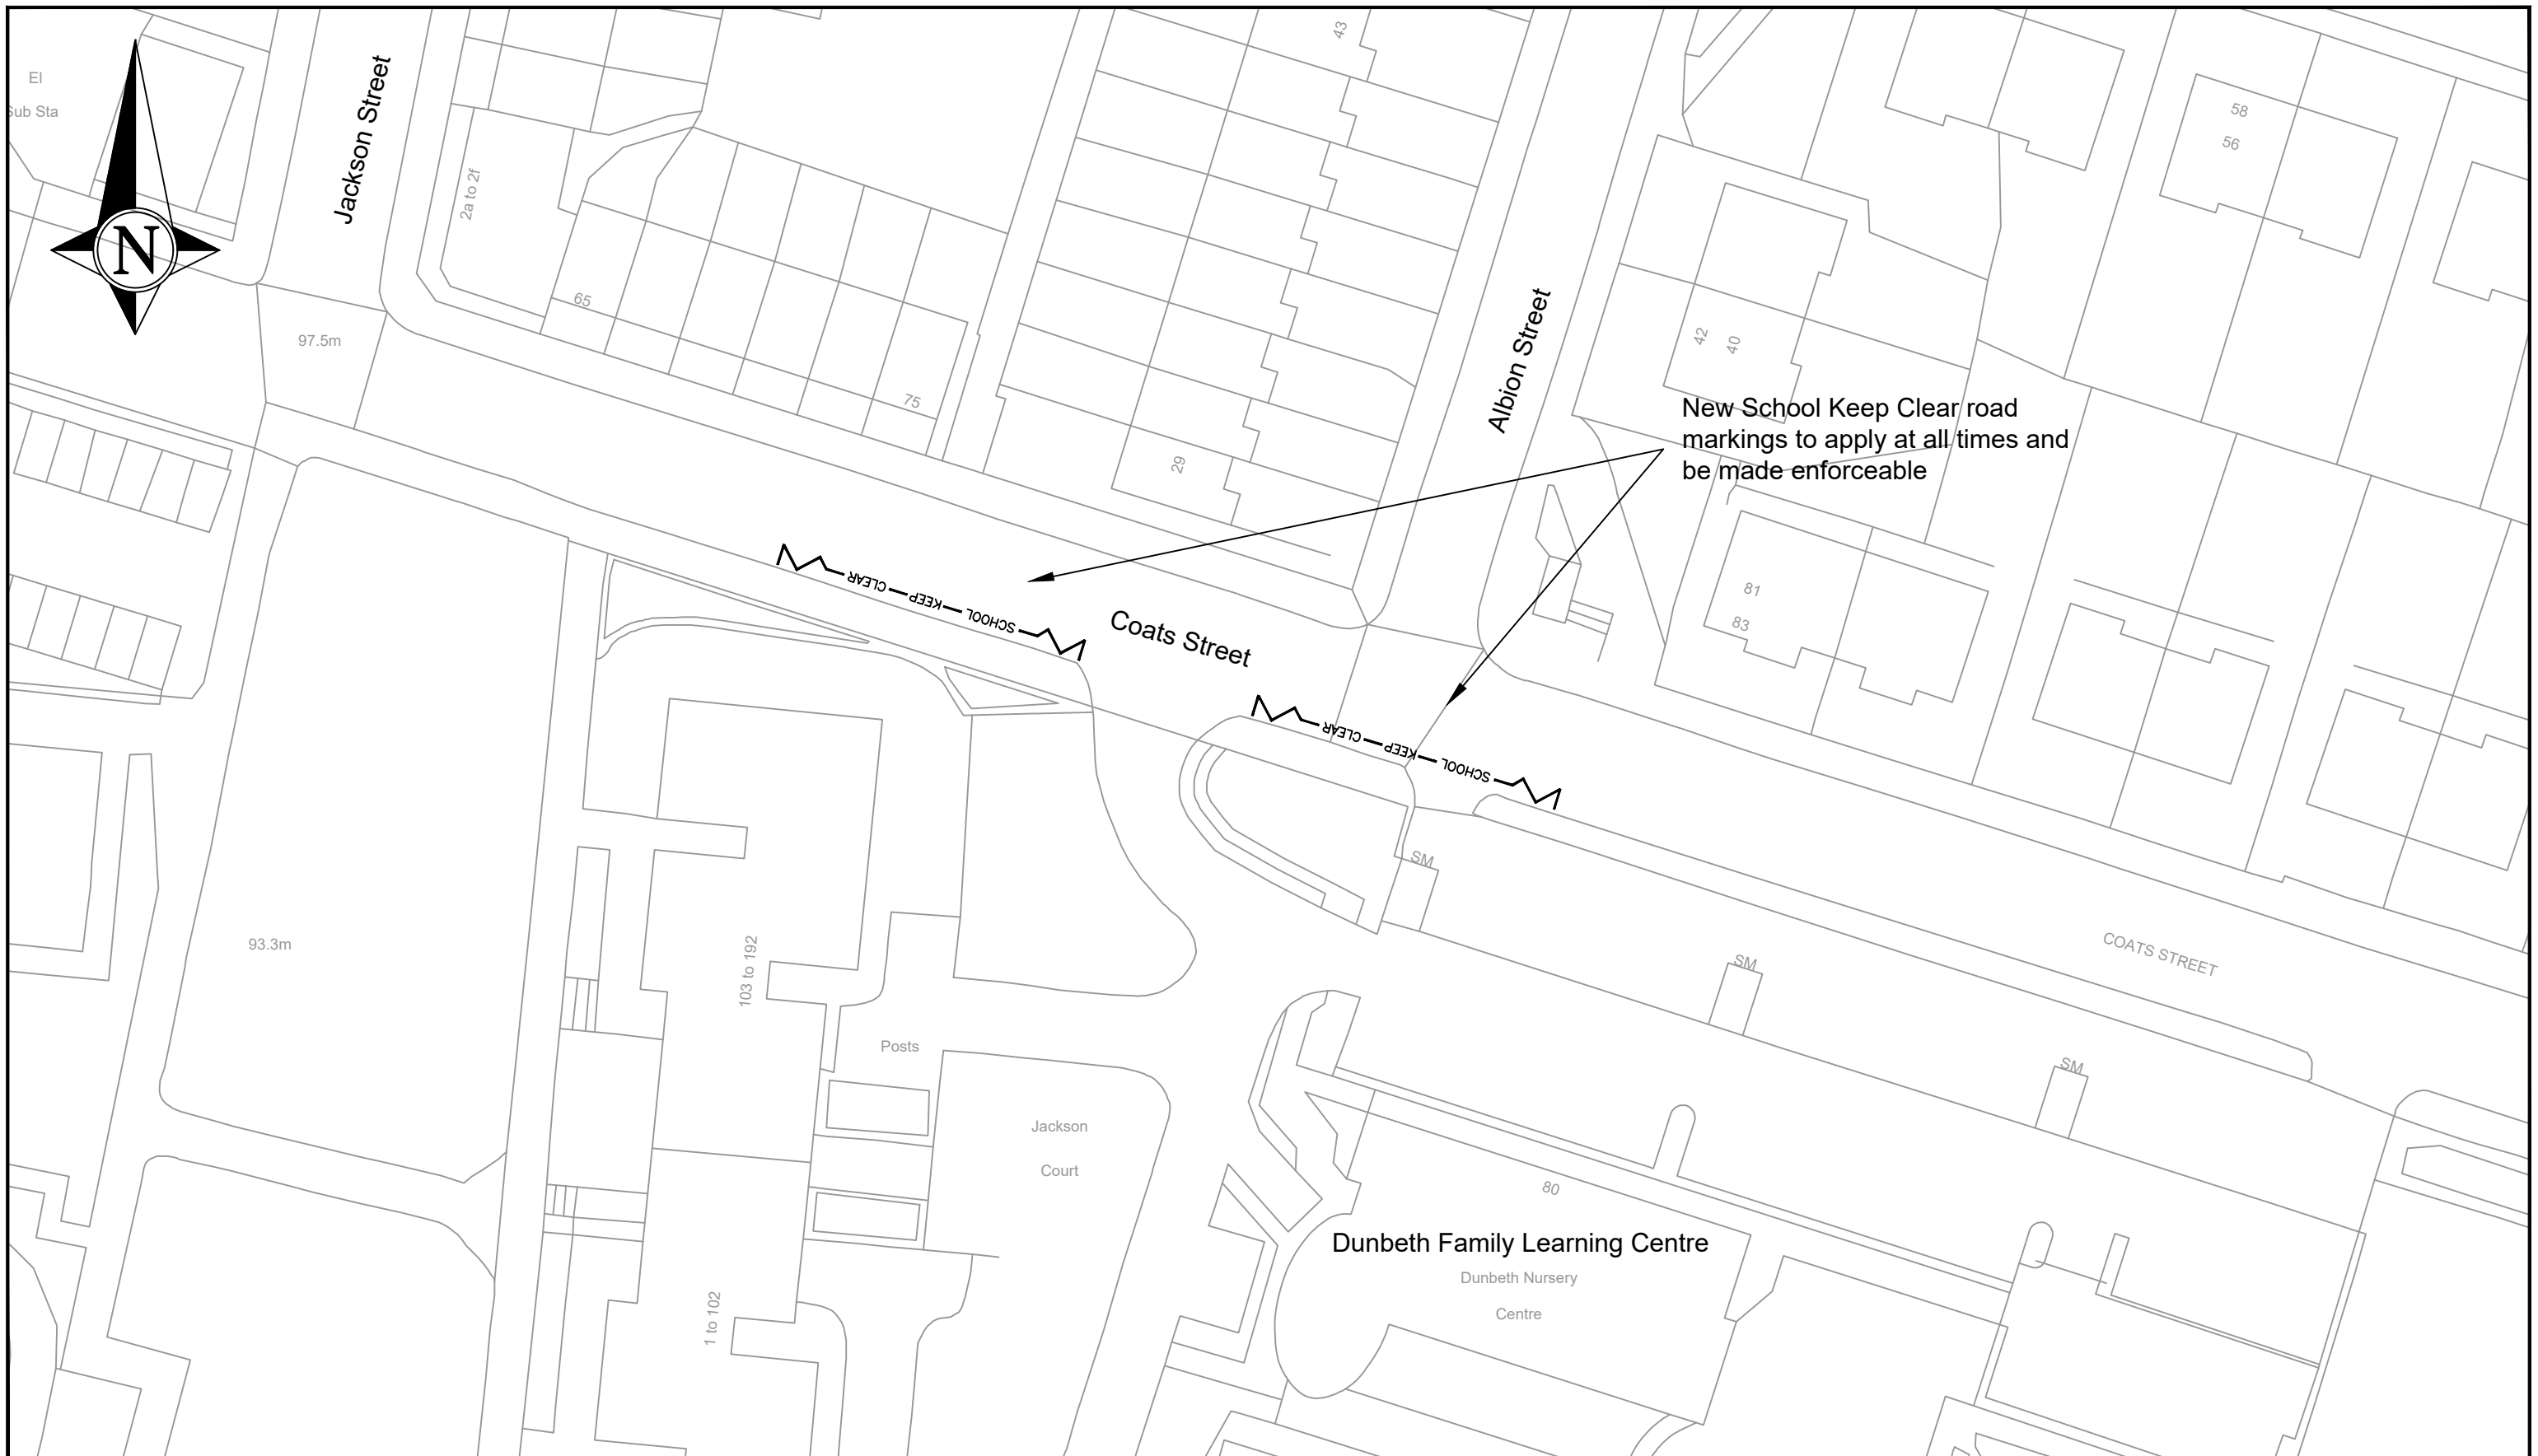 43
El
Sub Sta
Jackson Street
58
56
2a to 2f
N
65
97.5m
42
40
Albion Street
75
New School Keep Clear road
markings to apply at all times and
be made enforceable
29
SCHOOL KEEP CLEAR
81
83
Coats Street
SCHOOL KEEP CLEAR
SM
93.3m
103 to 192
COATS STREET
SM
Posts
SM
Jackson
Court
80
Dunbeth Family Learning Centre
Dunbeth Nursery
Centre
1 to 102